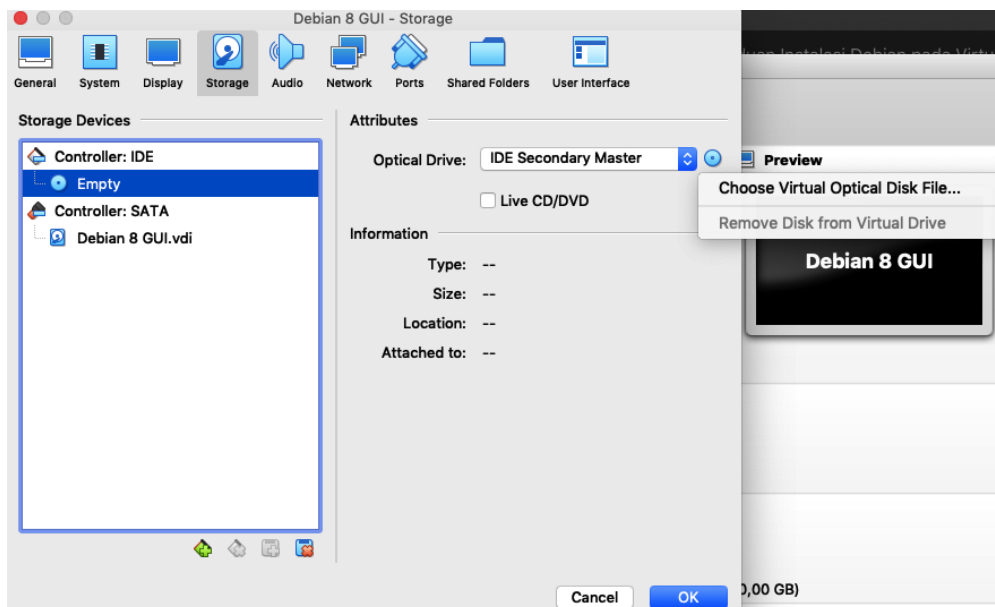 Debian 8 GUI - Storage
General System Display Storage Audio Network Ports Shared Folders User Interface
Storage Devices
Controller: IDE
Empty
Controller: SATA
Debian 8 GUI.vdi
Attributes
Optical Drive: IDE Secondary Master
Live CD/DVD
Information
Type: --
Size: --
Location: --
Attached to: --
Cancel OK
Instalasi Debian pada
Preview
Choose Virtual Optical Disk File...
Remove Disk from Virtual Drive
Debian 8 GUI
0,00 GB)